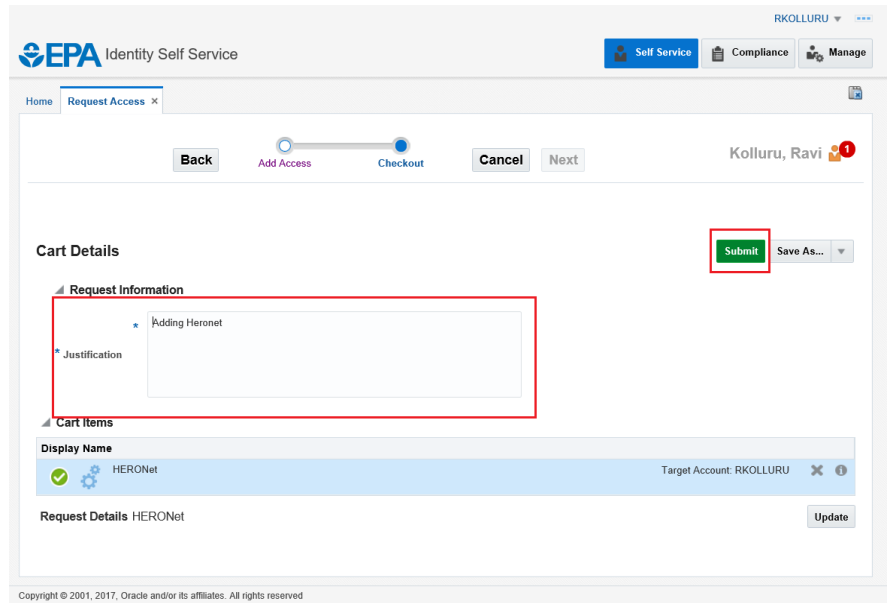 RKOLLURU
EPA Identity Self Service
Self Service
Compliance
Manage
Home
Request Access ×
Back
Add Access
Checkout
Cancel
Next
Kolluru, Ravi
1
Cart Details
Submit
Save As...
Request Information
*
Adding Heronet
* Justification
Cart Items
Display Name
HERONet
Target Account: RKOLLURU
Request Details HERONet
Update
Copyright © 2001, 2017, Oracle and/or its affiliates. All rights reserved